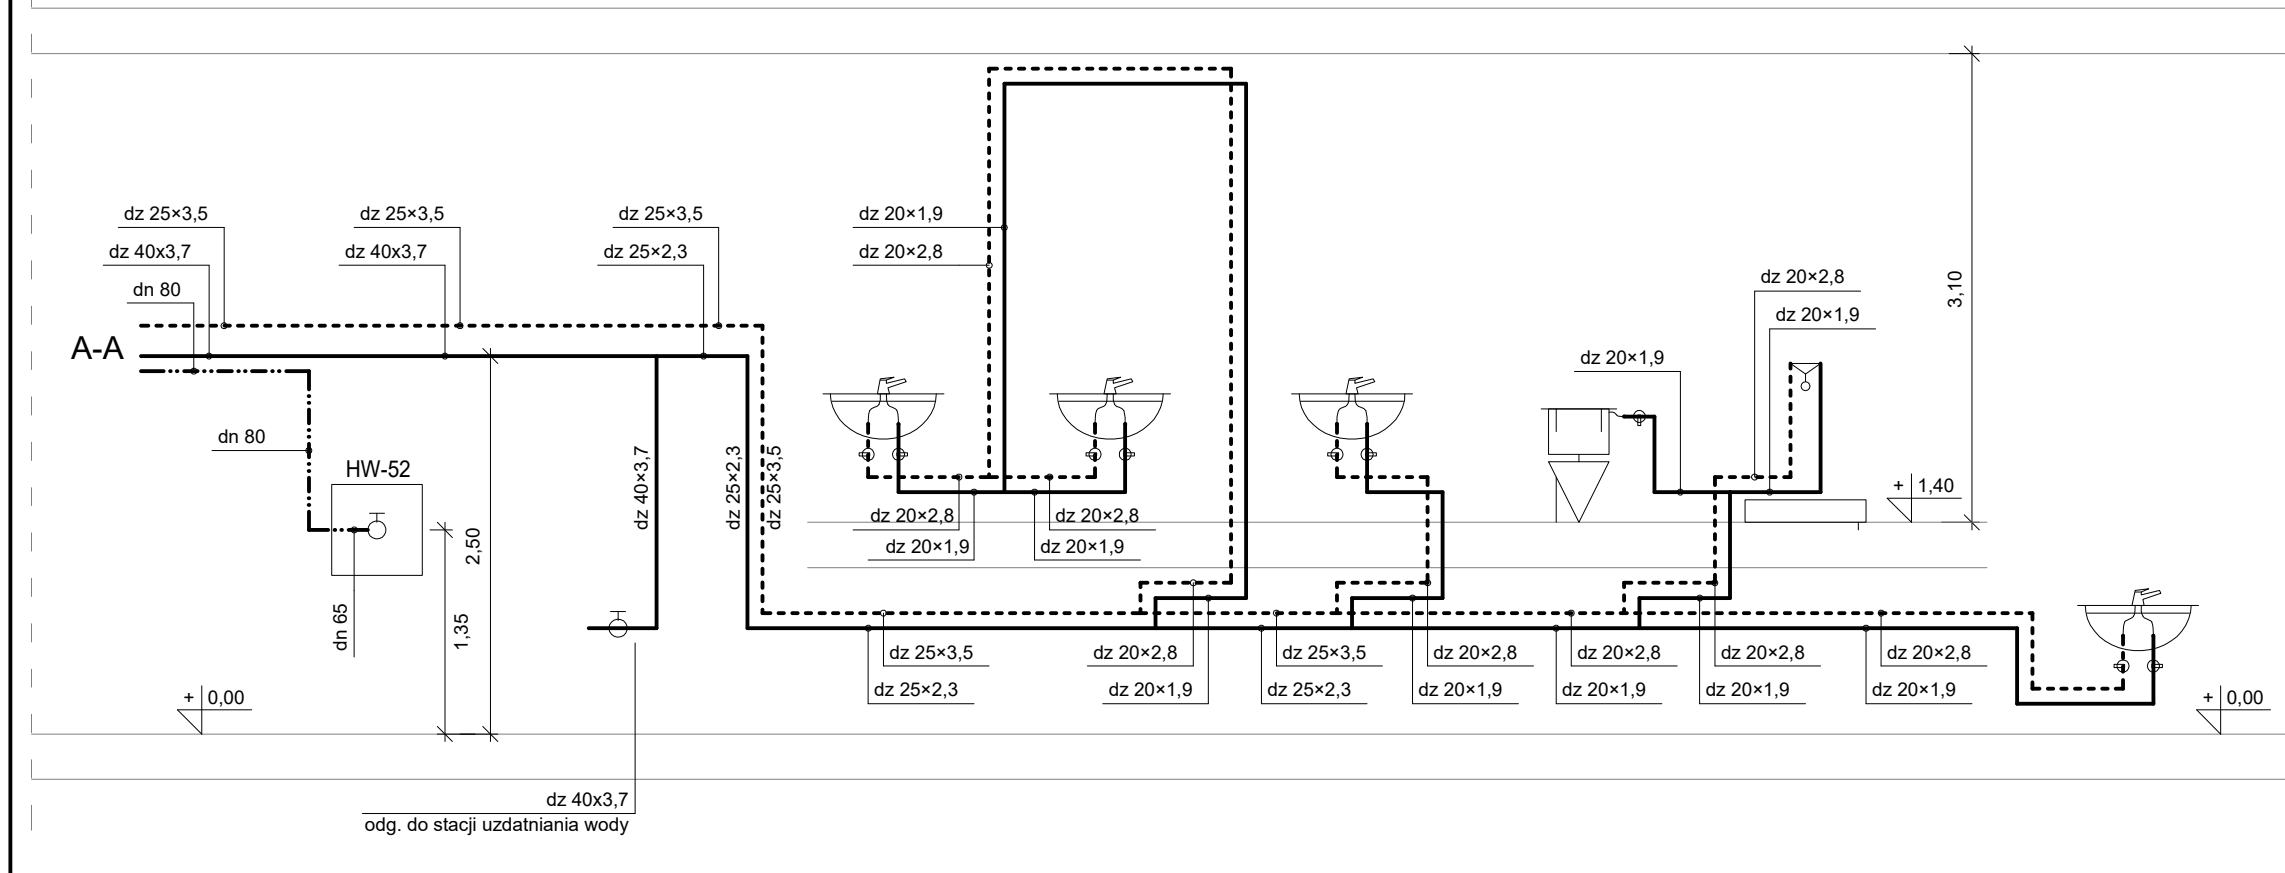 dz 25×3,5
dz 25×3,5
dz 25×3,5
dz 20×1,9
dz 40x3,7
dz 40x3,7
dz 25×2,3
dz 20×2,8
dz 20×2,8
dn 80
3,10
dz 20×1,9
A-A
dz 20×1,9
dn 80
HW-52
dz 40×3,7
dz 25×2,3
dz 25×3,5
+ 1,40
dz 20×2,8
dz 20×2,8
dz 20×1,9
dz 20×1,9
2,50
1,35
dn 65
dz 25×3,5
dz 20×2,8
dz 25×3,5
dz 20×2,8
dz 20×2,8
dz 20×2,8
dz 20×2,8
dz 25×2,3
dz 20×1,9
dz 25×2,3
dz 20×1,9
dz 20×1,9
dz 20×1,9
dz 20×1,9
+ 0,00
+ 0,00
dz 40x3,7
odg. do stacji uzdatniania wody